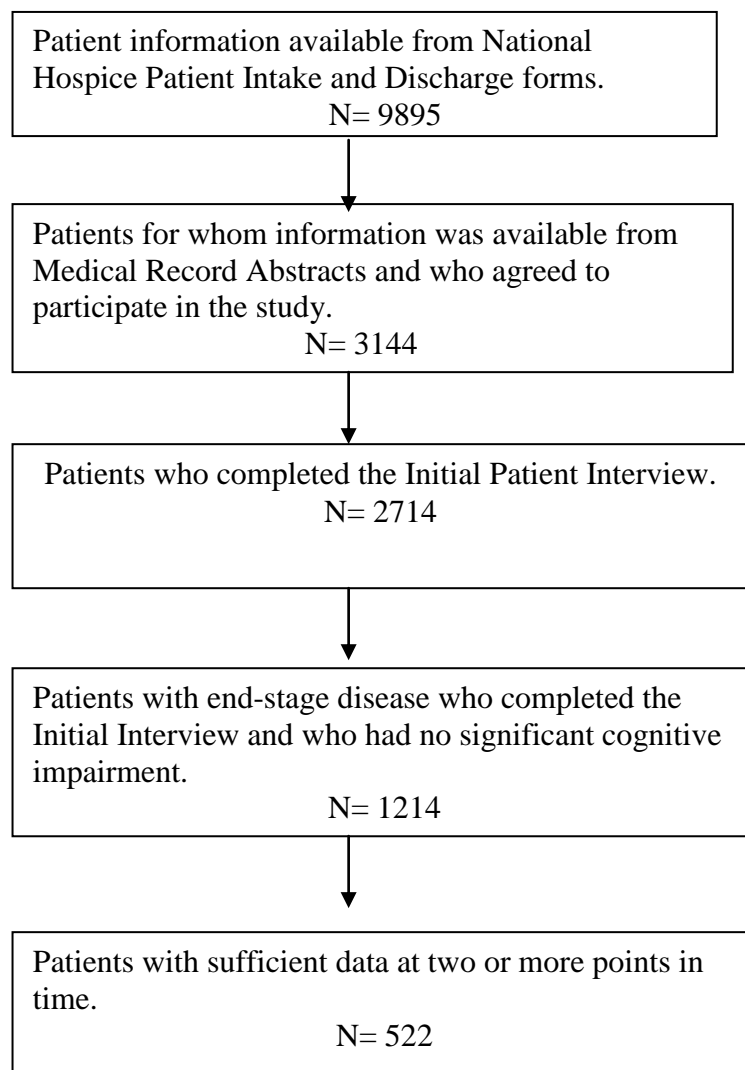 Patient information available from National
Hospice Patient Intake and Discharge forms.
N= 9895
Patients for whom information was available from
Medical Record Abstracts and who agreed to
participate in the study.
N= 3144
Patients who completed the Initial Patient Interview.
N= 2714
Patients with end-stage disease who completed the
Initial Interview and who had no significant cognitive
impairment.
N= 1214
Patients with sufficient data at two or more points in
time.
N= 522